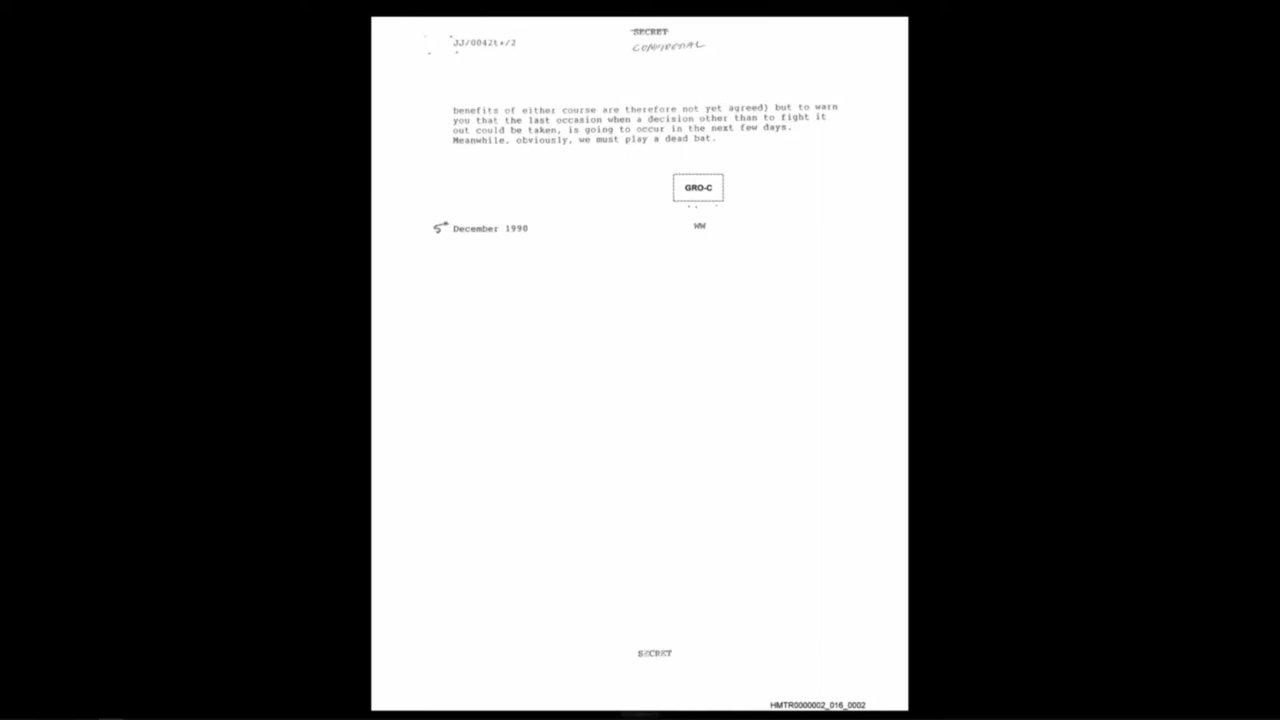 JJ/0042t+/2
SECRET
CONFIDENTIAL
benefits of either course are therefore not yet agreed) but to warn
you that the last occasion when a decision other than to fight it
out could be taken, is going to occur in the next few days.
Meanwhile, obviously, we must play a dead bat.
GRO-C
5th December 1990
WW
SECRET
HMTR0000002_016_0002